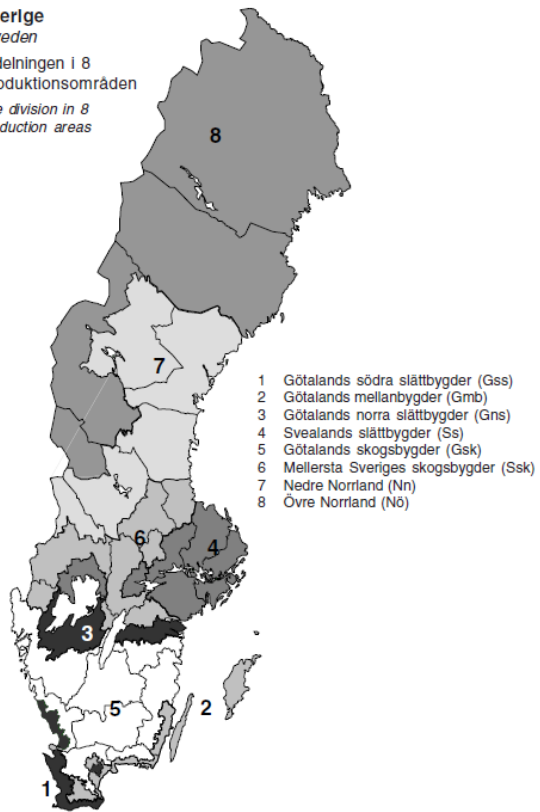 erige
eden
delningen i 8
oduktionsområden
e division in 8
duction areas
8
7
1 Götalands södra slättbygder (Gss)
2 Götalands mellanbygder (Gmb)
3 Götalands norra slättbygder (Gns)
4 Svealands slättbygder (Ss)
5 Götalands skogsbygder (Gsk)
6 Mellersta Sveriges skogsbygder (Ssk)
7 Nedre Norrland (Nn)
8 Övre Norrland (Nö)
6
4
3
5
2
1